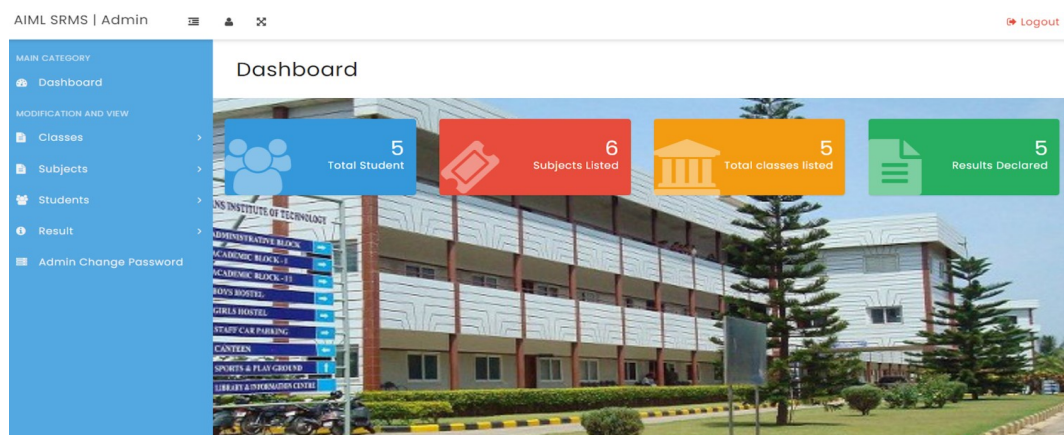 AIML SRMS | Admin
Logout
MAIN CATEGORY
Dashboard
MODIFICATION AND VIEW
Classes
Subjects
Students
Result
Admin Change Password
Dashboard
5
Total Student
6
Subjects Listed
5
Total classes listed
5
Results Declared
NS INSTITUTE OF TECHNOLOGY
ADMINISTRATIVE BLOCK
ACADEMIC BLOCK - I
ACADEMIC BLOCK - II
BOYS HOSTEL
GIRLS HOSTEL
STAFF CAR PARKING
CANTEEN
SPORTS & PLAY GROUND
LIBRARY & INFORMATION CENTRE